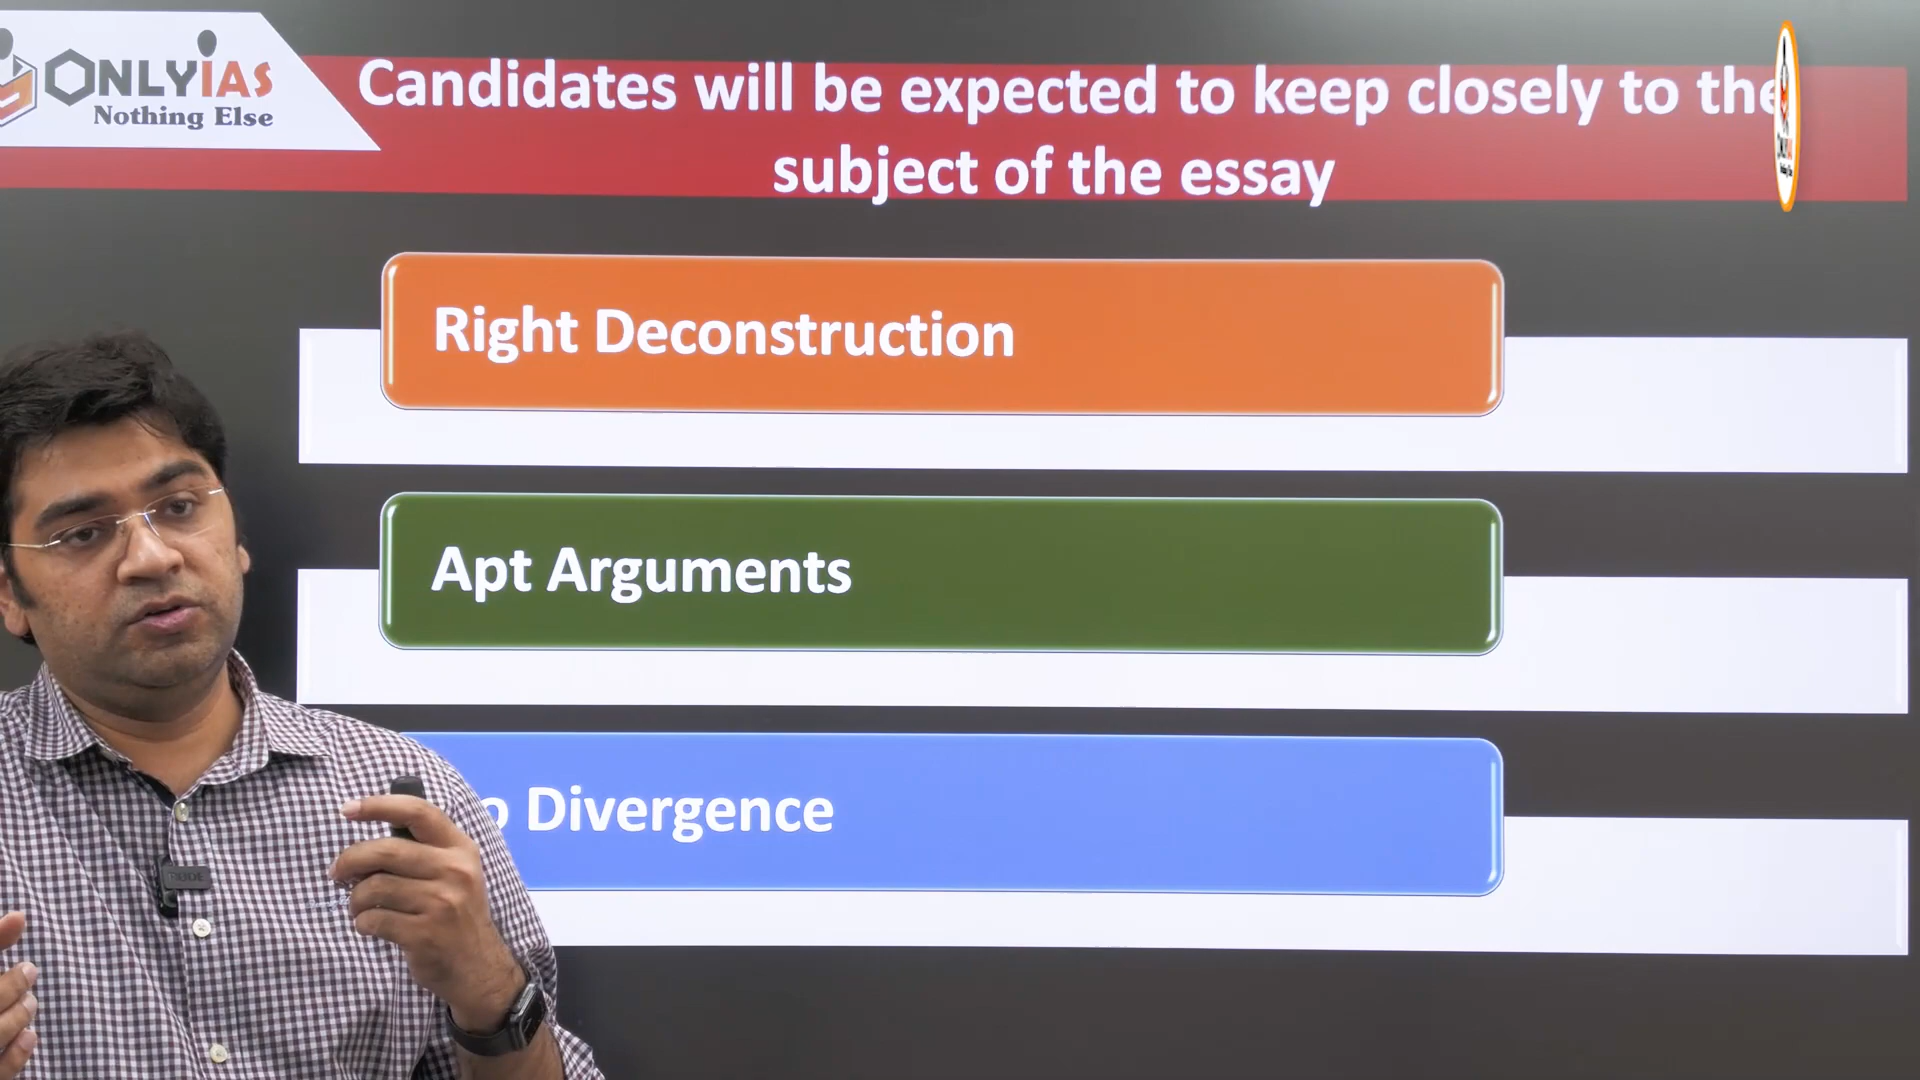 ONLYIAS
Nothing Else
Candidates will be expected to keep closely to the
subject of the essay
Right Deconstruction
Apt Arguments
Divergence
RODE